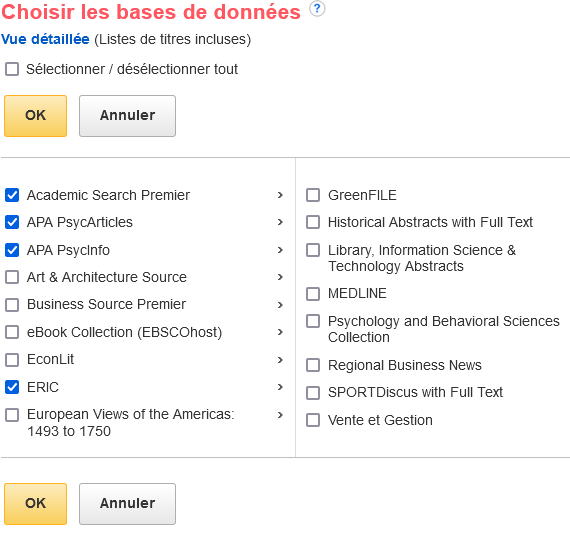 Choisir les bases de données ?
Vue détaillée (Listes de titres incluses)
Sélectionner / désélectionner tout
OK Annuler
Academic Search Premier
APA PsycArticles
APA PsycInfo
Art & Architecture Source
Business Source Premier
eBook Collection (EBSCOhost)
EconLit
ERIC
European Views of the Americas:
1493 to 1750
GreenFILE
Historical Abstracts with Full Text
Library, Information Science &
Technology Abstracts
MEDLINE
Psychology and Behavioral Sciences
Collection
Regional Business News
SPORTDiscus with Full Text
Vente et Gestion
OK Annuler